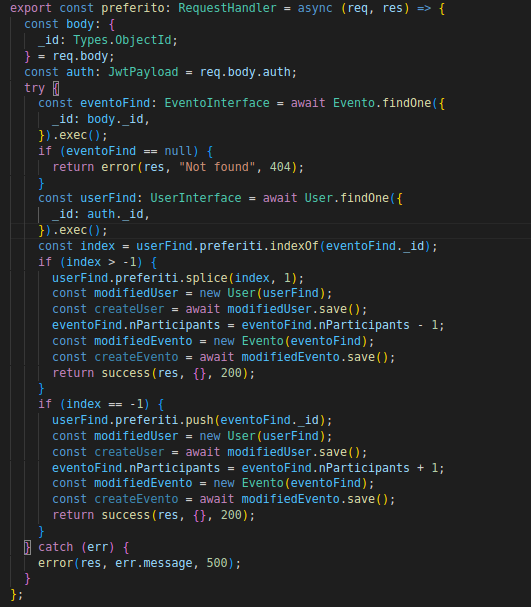 export const preferito: RequestHandler = async (req, res) => {
  const body: {
    _id: Types.ObjectId;
  } = req.body;
  const auth: JwtPayload = req.body.auth;
  try {
    const eventoFind: EventoInterface = await Evento.findOne({
      _id: body._id,
    }).exec();
    if (eventoFind == null) {
      return error(res, "Not found", 404);
    }
    const userFind: UserInterface = await User.findOne({
      _id: auth._id,
    }).exec();
    const index = userFind.preferiti.indexOf(eventoFind._id);
    if (index > -1) {
      userFind.preferiti.splice(index, 1);
      const modifiedUser = new User(userFind);
      const createUser = await modifiedUser.save();
      eventoFind.nParticipants = eventoFind.nParticipants - 1;
      const modifiedEvento = new Evento(eventoFind);
      const createEvento = await modifiedEvento.save();
      return success(res, {}, 200);
    }
    if (index == -1) {
      userFind.preferiti.push(eventoFind._id);
      const modifiedUser = new User(userFind);
      const createUser = await modifiedUser.save();
      eventoFind.nParticipants = eventoFind.nParticipants + 1;
      const modifiedEvento = new Evento(eventoFind);
      const createEvento = await modifiedEvento.save();
      return success(res, {}, 200);
    }
  } catch (err) {
    error(res, err.message, 500);
  }
};